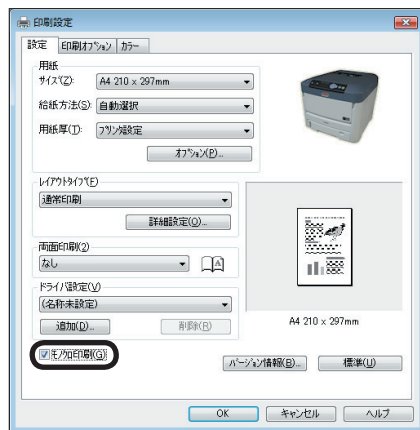 印刷設定
設定 印刷オプション カラー
用紙
サイズ(Z): A4 210 x 297mm
給紙方法(S): 自動選択
用紙厚(T): プリンタ設定
オプション(P)...
レイアウトタイプ(E)
通常印刷
詳細設定(O)...
両面印刷(2)
なし
ドライバ設定(V)
(名称未設定)
追加(D)... 削除(R)
A4 210 x 297mm
モノクロ印刷(G)
バージョン情報(B)... 標準(U)
OK キャンセル ヘルプ